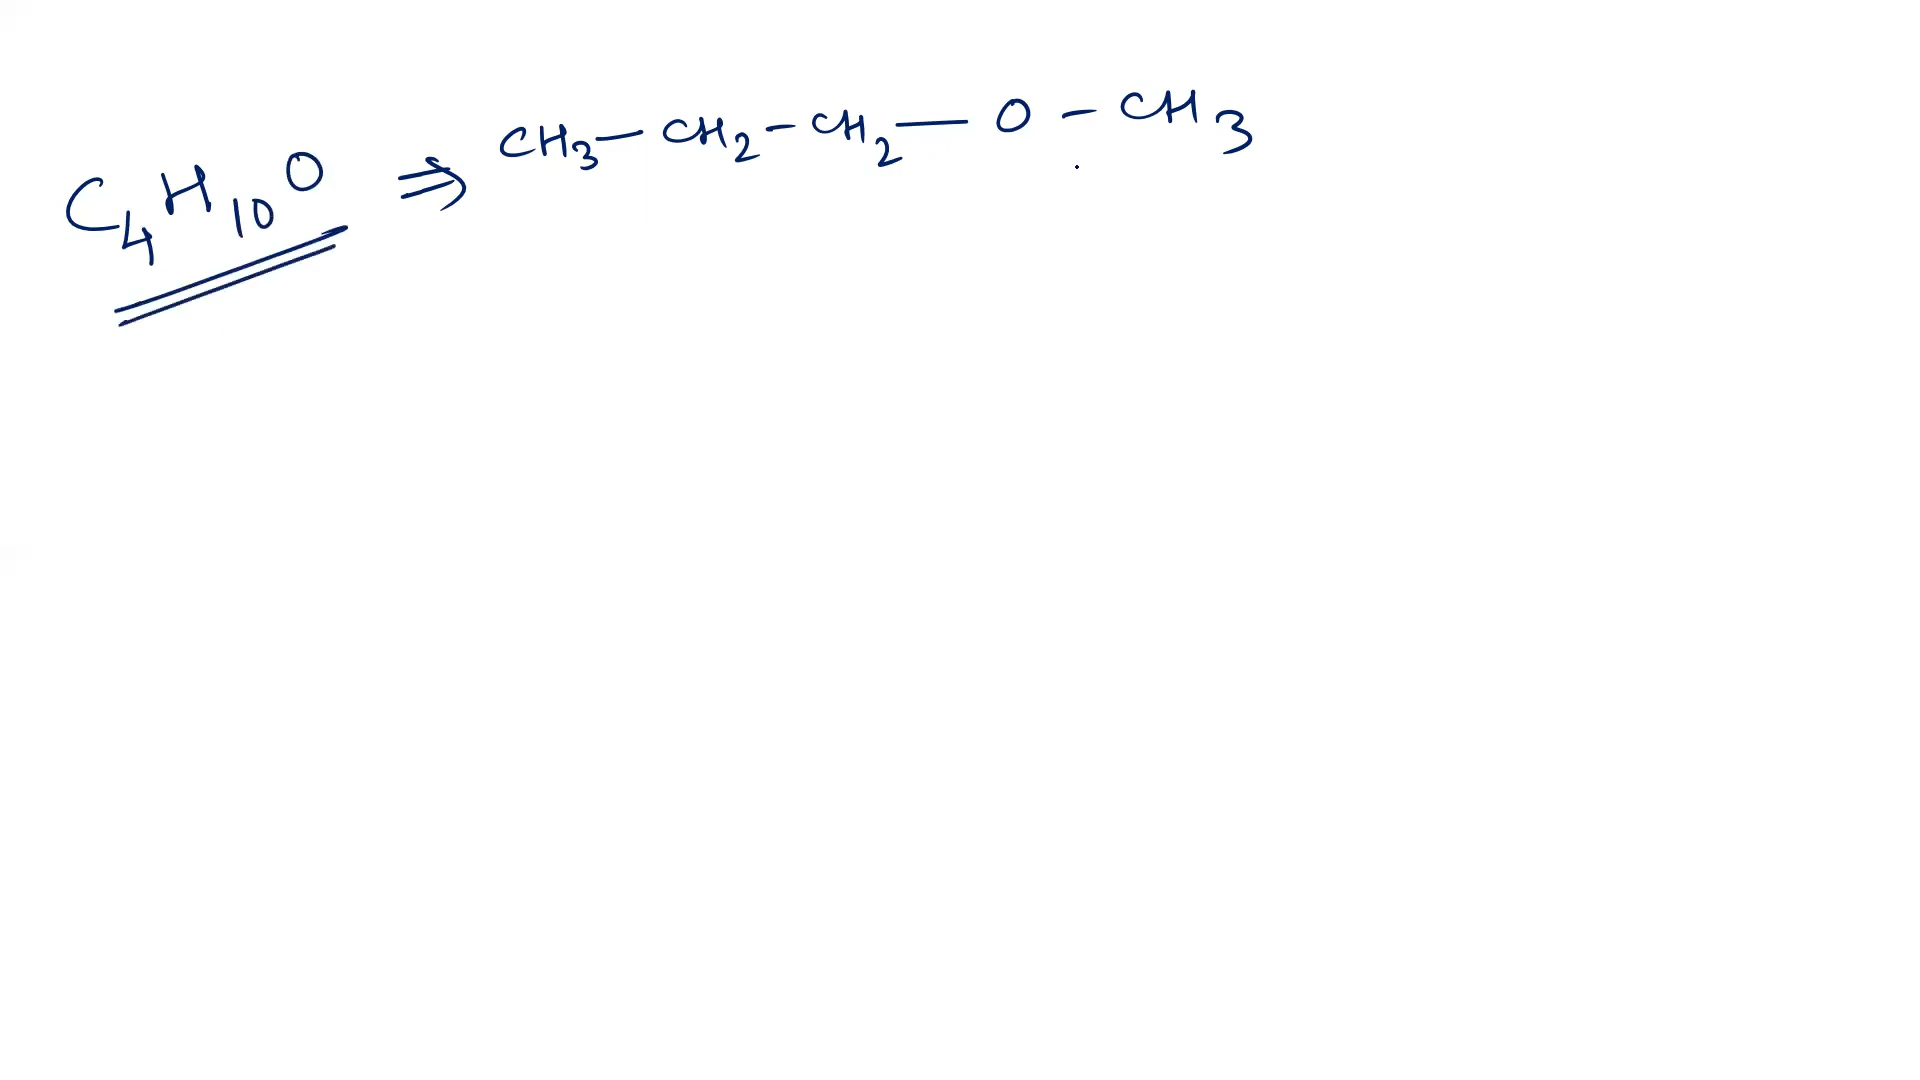 C₄H₁₀O ⇒ CH₃ — CH₂ - CH₂ — O - CH₃